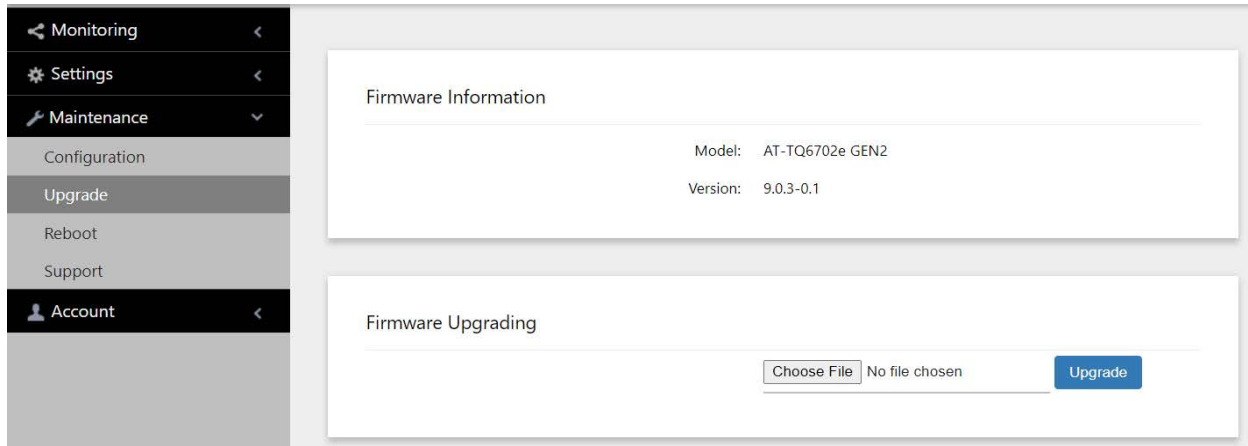 Monitoring
Settings
Maintenance
Configuration
Upgrade
Reboot
Support
Account
Firmware Information
Model: AT-TQ6702e GEN2
Version: 9.0.3-0.1
Firmware Upgrading
Choose File No file chosen Upgrade